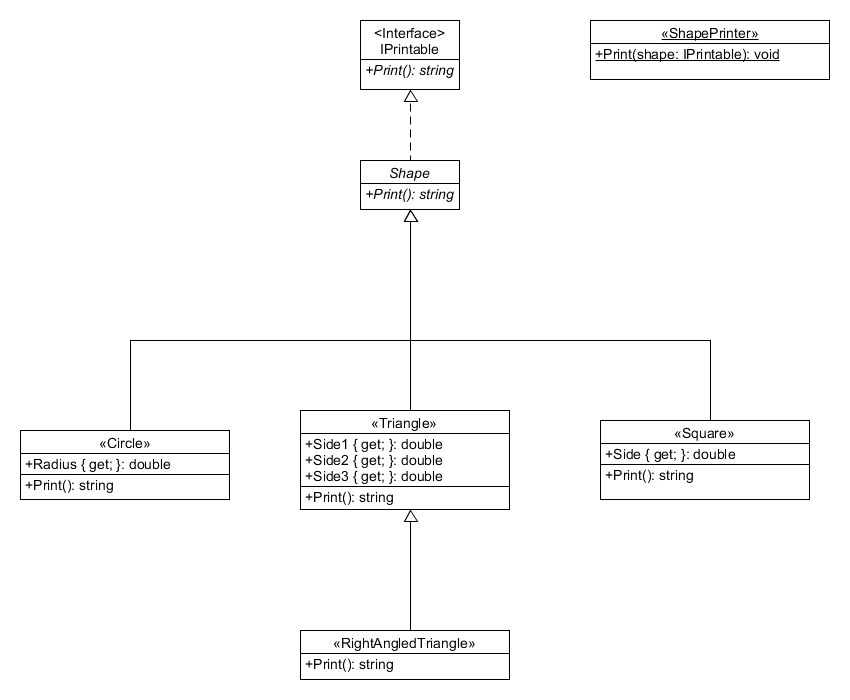 <Interface>
IPrintable
+Print(): string
«ShapePrinter»
+Print(shape: IPrintable): void
Shape
+Print(): string
«Circle»
+Radius { get; }: double
+Print(): string
«Triangle»
+Side1 { get; }: double
+Side2 { get; }: double
+Side3 { get; }: double
+Print(): string
«Square»
+Side { get; }: double
+Print(): string
«RightAngledTriangle»
+Print(): string